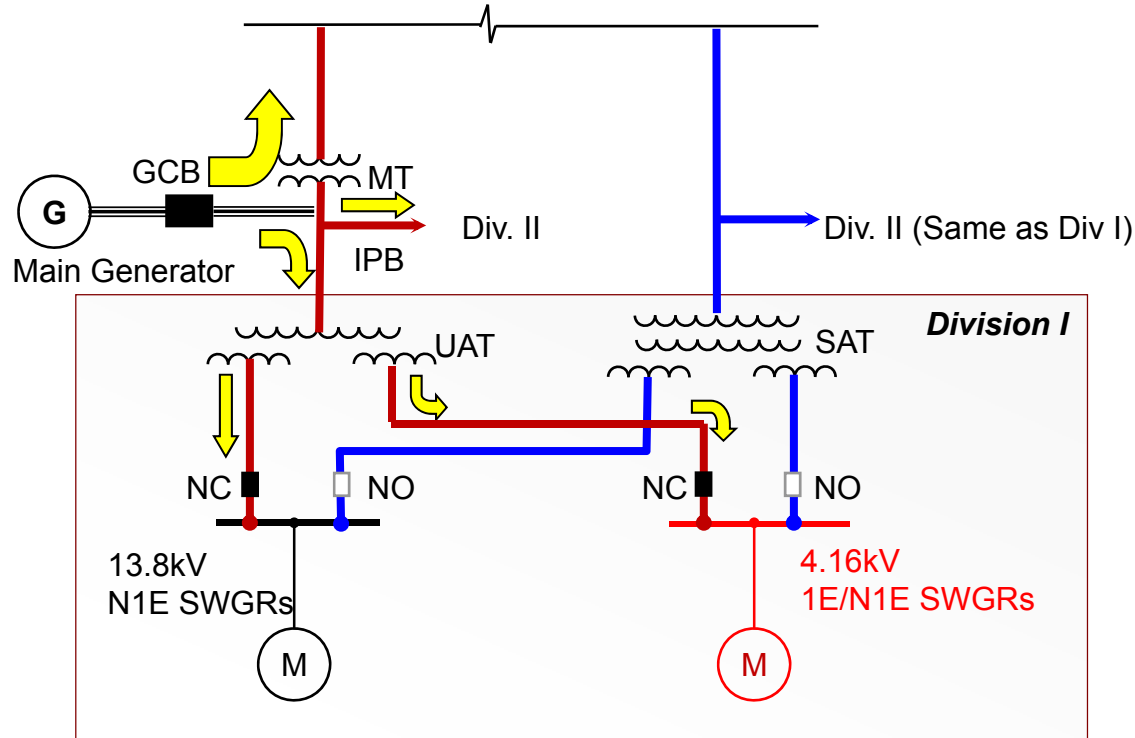 GCB
MT
G
Div. II
Div. II (Same as Div I)
IPB
Main Generator
Division I
UAT
SAT
NC
NO
NC
NO
13.8kV
N1E SWGRs
4.16kV
1E/N1E SWGRs
M
M